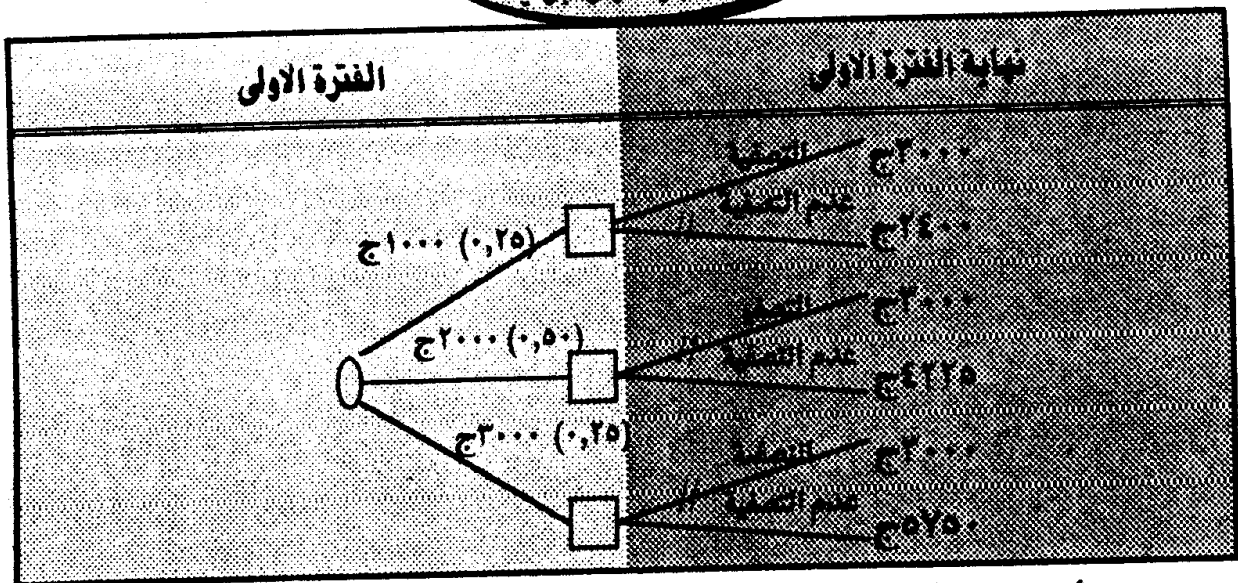 الفترة الاولى
نهاية الفترة الاولى
التصفية
٣٠٠٠ج
عدم التصفية
٢٤٠٠ج
١٠٠٠ج (٠,٢٥)
التصفية
٣٠٠٠ج
عدم التصفية
٤٢٢٥ج
٢٠٠٠ج (٠,٥٠)
التصفية
٣٠٠٠ج
عدم التصفية
٥٧٥٠ج
٣٠٠٠ج (٠,٢٥)